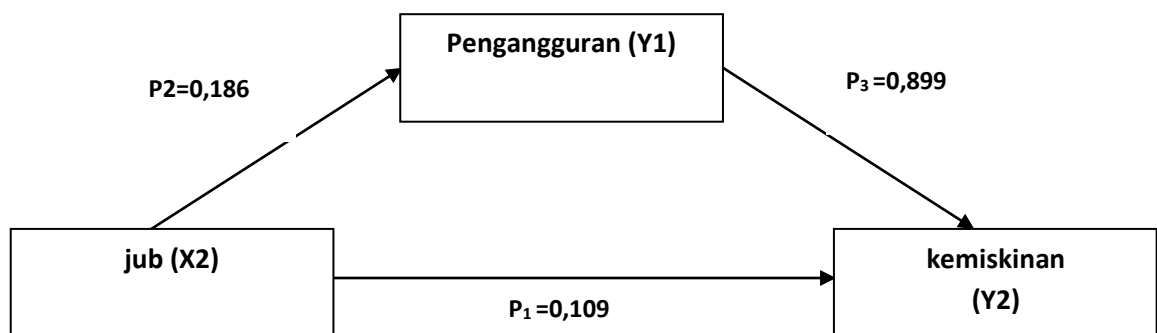 Pengangguran (Y1)
P2=0,186
P₃ =0,899
jub (X2)
kemiskinan
(Y2)
P₁ =0,109